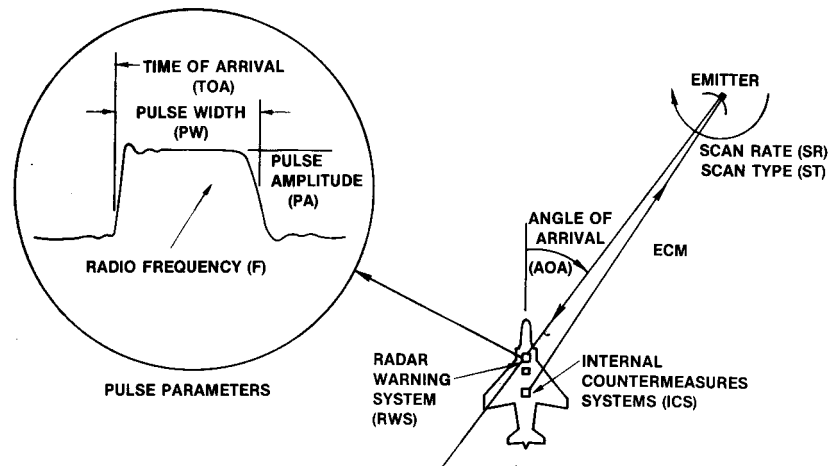 TIME OF ARRIVAL
(TOA)
PULSE WIDTH
(PW)
PULSE
AMPLITUDE
(PA)
RADIO FREQUENCY (F)
PULSE PARAMETERS
EMITTER
SCAN RATE (SR)
SCAN TYPE (ST)
ANGLE OF
ARRIVAL
(AOA)
ECM
RADAR
WARNING
SYSTEM
(RWS)
INTERNAL
COUNTERMEASURES
SYSTEMS (ICS)